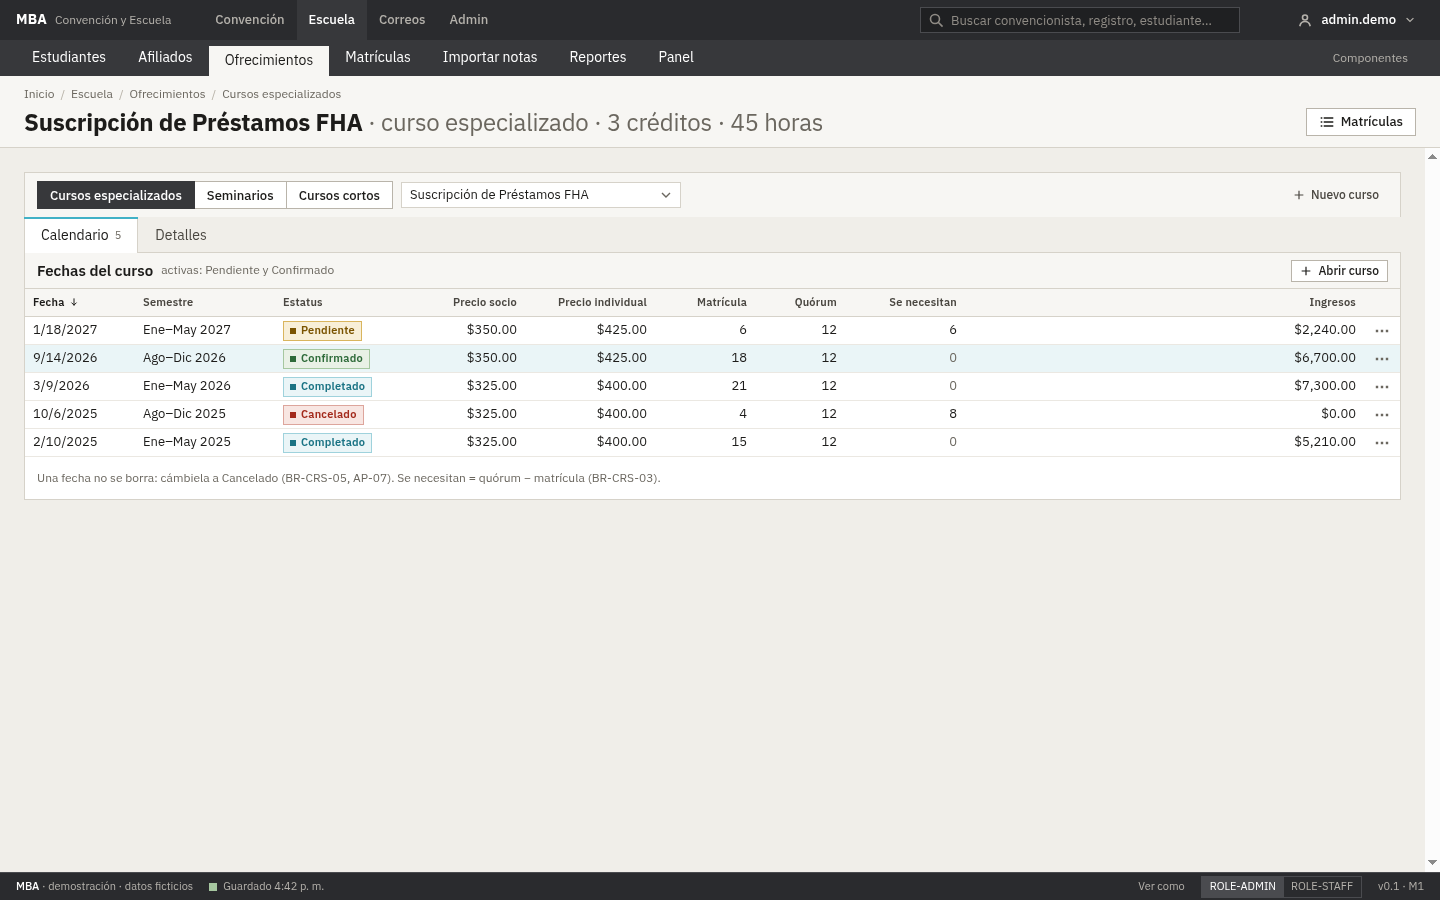 MBA Convención y Escuela Convención Escuela Correos Admin Buscar convencionista, registro, estudiante... admin.demo
Estudiantes Afiliados Ofrecimientos Matrículas Importar notas Reportes Panel Componentes
Inicio / Escuela / Ofrecimientos / Cursos especializados
Suscripción de Préstamos FHA · curso especializado · 3 créditos · 45 horas Matrículas
Cursos especializados Seminarios Cursos cortos Suscripción de Préstamos FHA + Nuevo curso
Calendario 5 Detalles
Fechas del curso activas: Pendiente y Confirmado + Abrir curso
Fecha ↓ Semestre Estatus Precio socio Precio individual Matrícula Quórum Se necesitan Ingresos
1/18/2027 Ene–May 2027 Pendiente $350.00 $425.00 6 12 6 $2,240.00 ···
9/14/2026 Ago–Dic 2026 Confirmado $350.00 $425.00 18 12 0 $6,700.00 ···
3/9/2026 Ene–May 2026 Completado $325.00 $400.00 21 12 0 $7,300.00 ···
10/6/2025 Ago–Dic 2025 Cancelado $325.00 $400.00 4 12 8 $0.00 ···
2/10/2025 Ene–May 2025 Completado $325.00 $400.00 15 12 0 $5,210.00 ···
Una fecha no se borra: cámbiela a Cancelado (BR-CRS-05, AP-07). Se necesitan = quórum − matrícula (BR-CRS-03).
MBA · demostración · datos ficticios Guardado 4:42 p. m. Ver como ROLE-ADMIN ROLE-STAFF v0.1 · M1